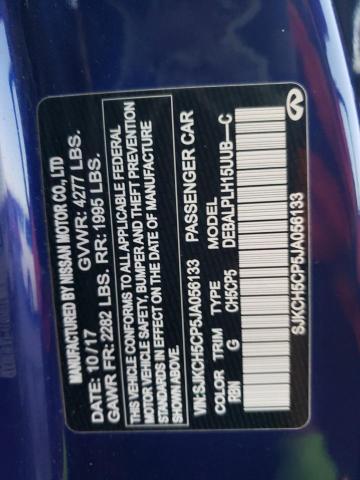 MANUFACTURED BY NISSAN MOTOR CO., LTD
DATE: 10/17 GVWR: 4277 LBS.
GAWR FR: 2282 LBS. RR: 1995 LBS.
THIS VEHICLE CONFORMS TO ALL APPLICABLE FEDERAL
MOTOR VEHICLE SAFETY, BUMPER, AND THEFT PREVENTION
STANDARDS IN EFFECT ON THE DATE OF MANUFACTURE
SHOWN ABOVE.
VIN: SJKCH5CP5JA056133 PASSENGER CAR
COLOR TRIM TYPE MODEL
RBN G CH5CP5 DEBALPLH15UUB--C
SJKCH5CP5JA056133